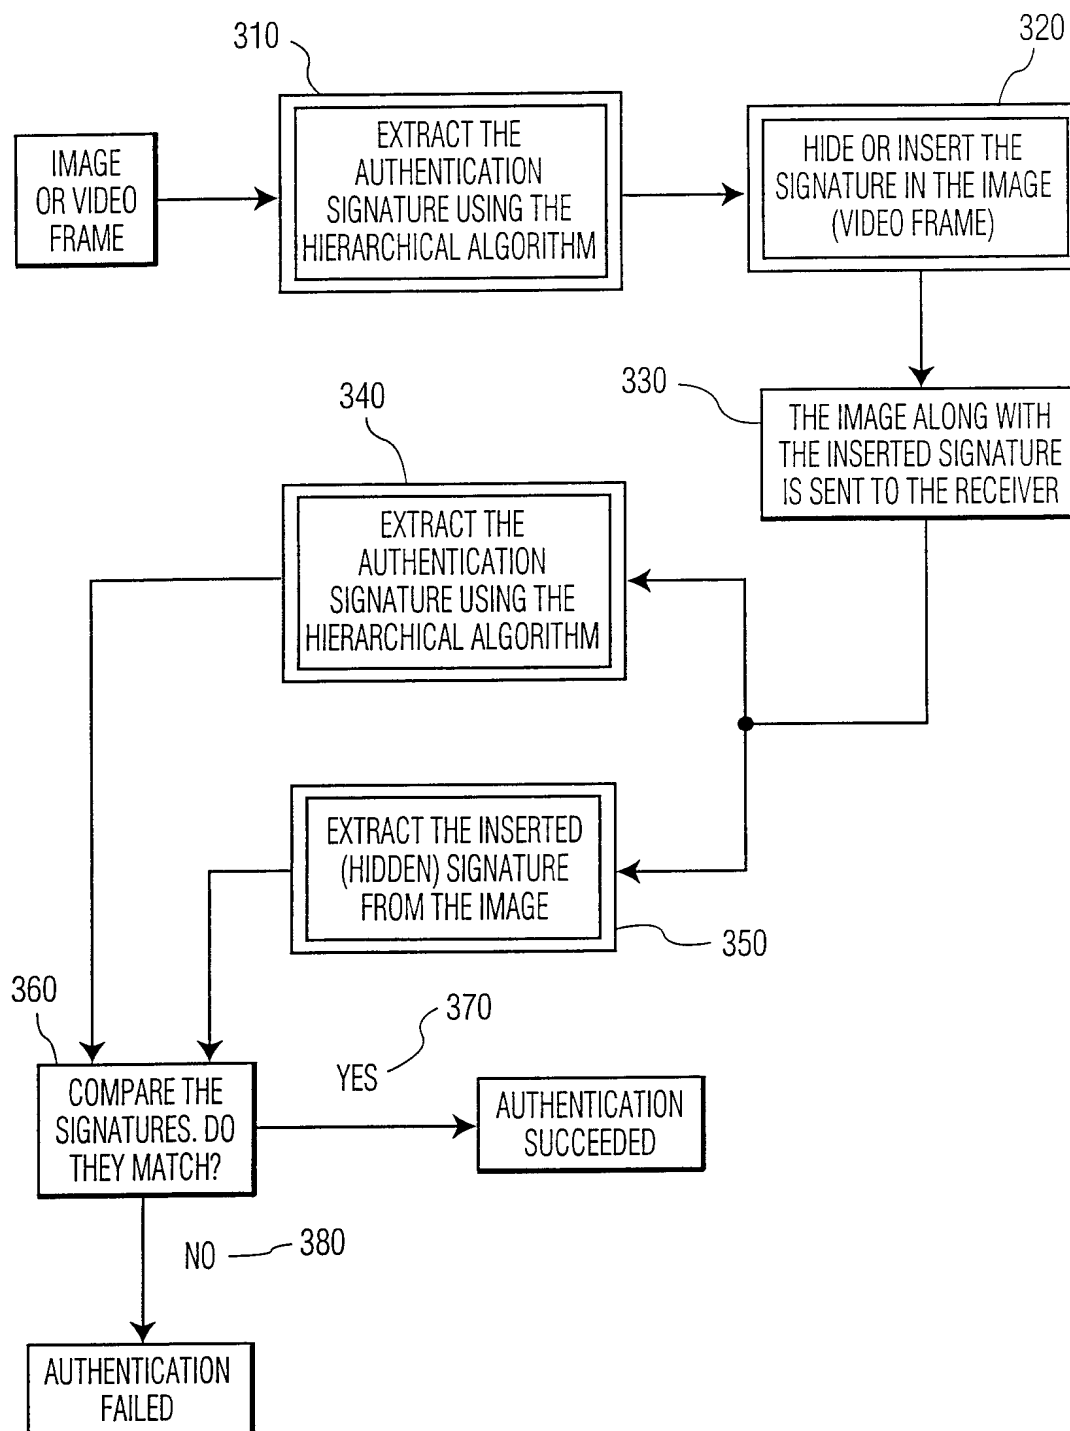 310
320
IMAGE
OR VIDEO
FRAME
EXTRACT THE
AUTHENTICATION
SIGNATURE USING THE
HIERARCHICAL ALGORITHM
HIDE OR INSERT THE
SIGNATURE IN THE IMAGE
(VIDEO FRAME)
330
THE IMAGE ALONG WITH
THE INSERTED SIGNATURE
IS SENT TO THE RECEIVER
340
EXTRACT THE
AUTHENTICATION
SIGNATURE USING THE
HIERARCHICAL ALGORITHM
EXTRACT THE INSERTED
(HIDDEN) SIGNATURE
FROM THE IMAGE
350
360
COMPARE THE
SIGNATURES. DO
THEY MATCH?
370
YES
AUTHENTICATION
SUCCEEDED
NO
380
AUTHENTICATION
FAILED